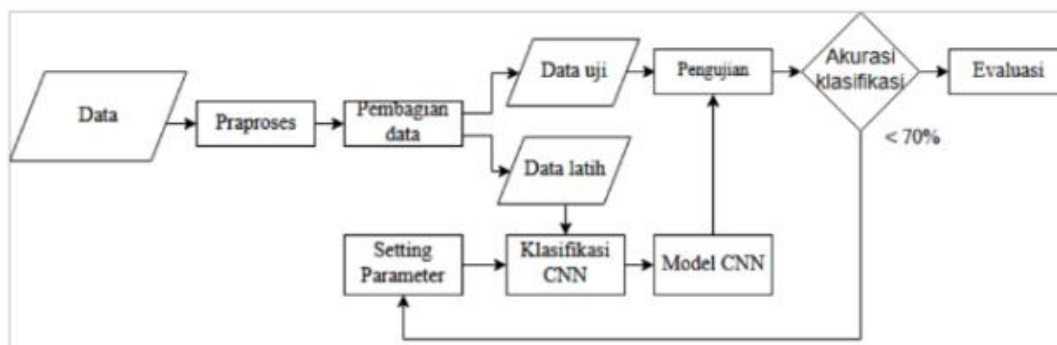 Data
Praproses
Pembagian
data
Data uji
Data latih
Pengujian
Akurasi
klasifikasi
Evaluasi
< 70%
Setting
Parameter
Klasifikasi
CNN
Model CNN